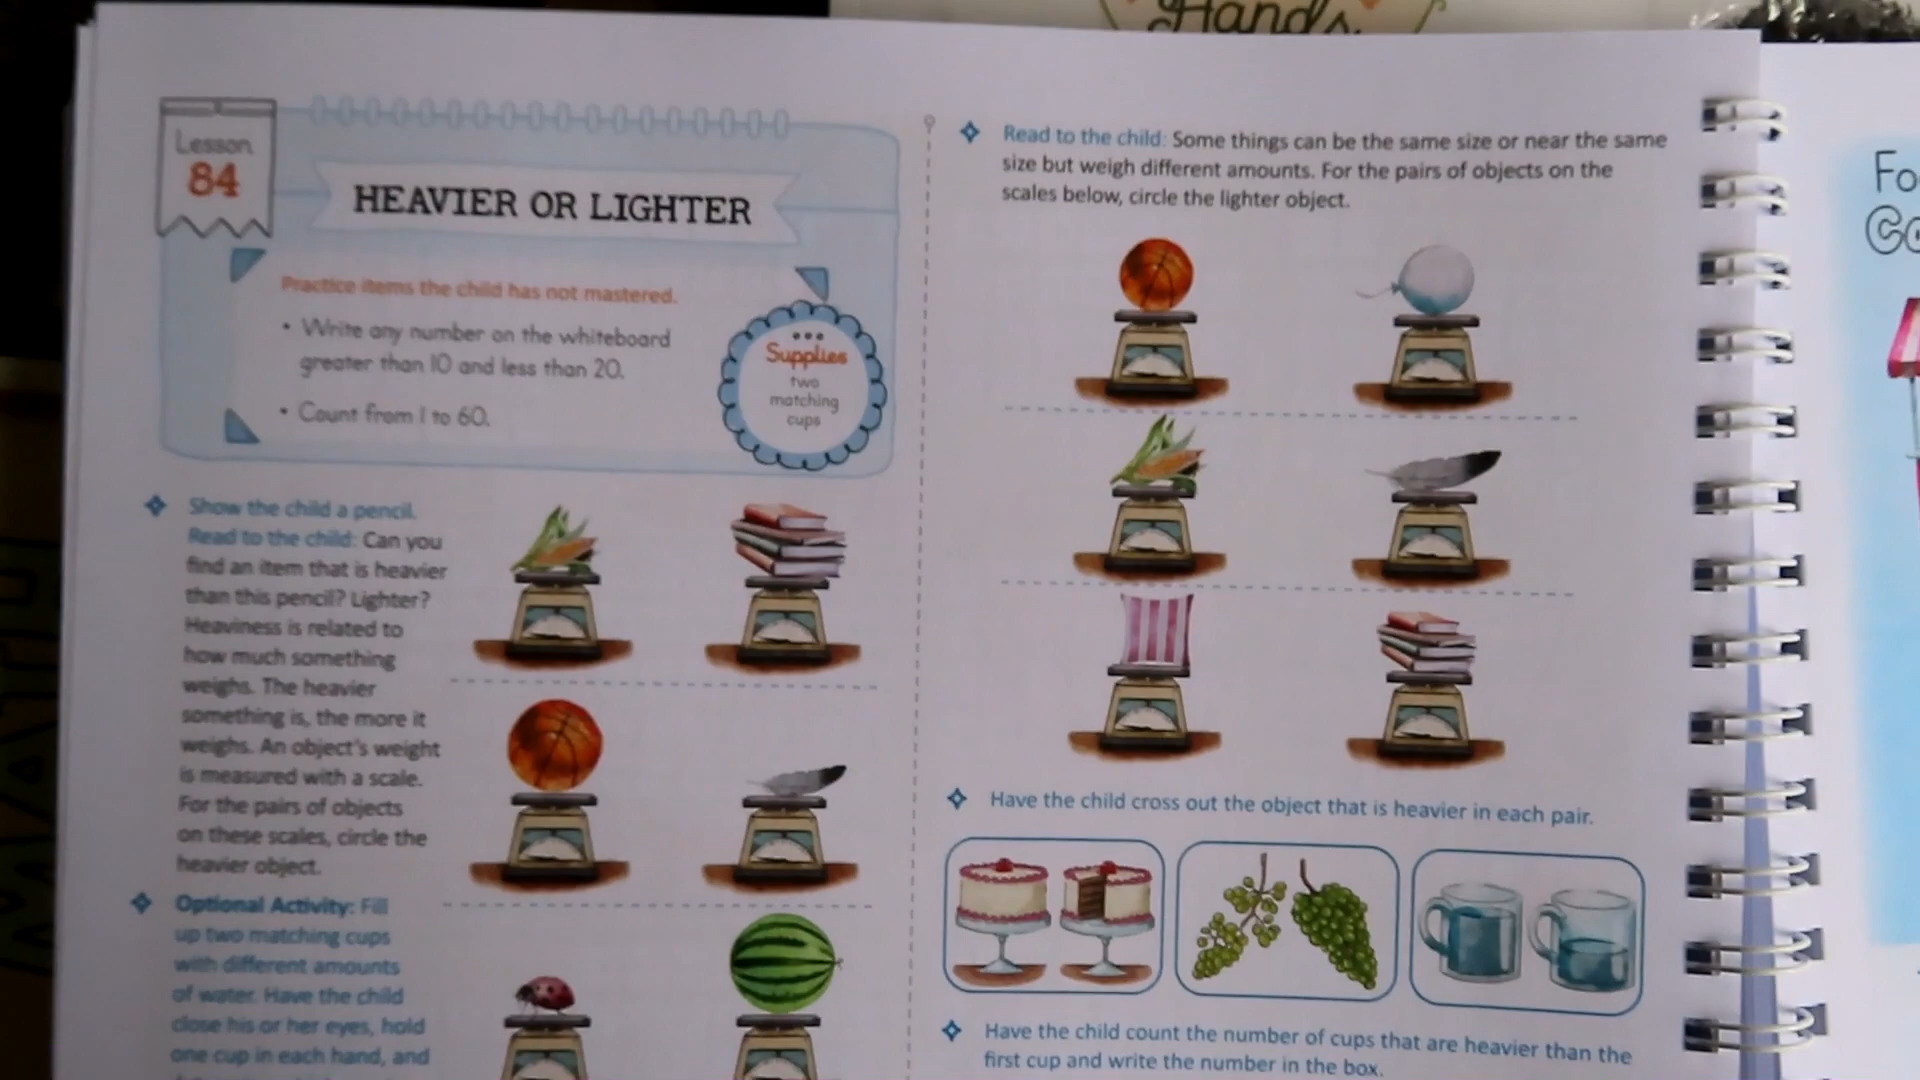 Hands
Lesson
84
HEAVIER OR LIGHTER
Practice items the child has not mastered.
• Write any number on the whiteboard
greater than 10 and less than 20.
• Count from 1 to 60.
Supplies
two
matching
cups
Show the child a pencil.
Read to the child: Can you
find an item that is heavier
than this pencil? Lighter?
Heaviness is related to
how much something
weighs. The heavier
something is, the more it
weighs. An object's weight
is measured with a scale.
For the pairs of objects
on these scales, circle the
heavier object.
Optional Activity: Fill
up two matching cups
with different amounts
of water. Have the child
close his or her eyes, hold
one cup in each hand, and
Read to the child: Some things can be the same size or near the same
size but weigh different amounts. For the pairs of objects on the
scales below, circle the lighter object.
Have the child cross out the object that is heavier in each pair.
Have the child count the number of cups that are heavier than the
first cup and write the number in the box.
Fo
Co